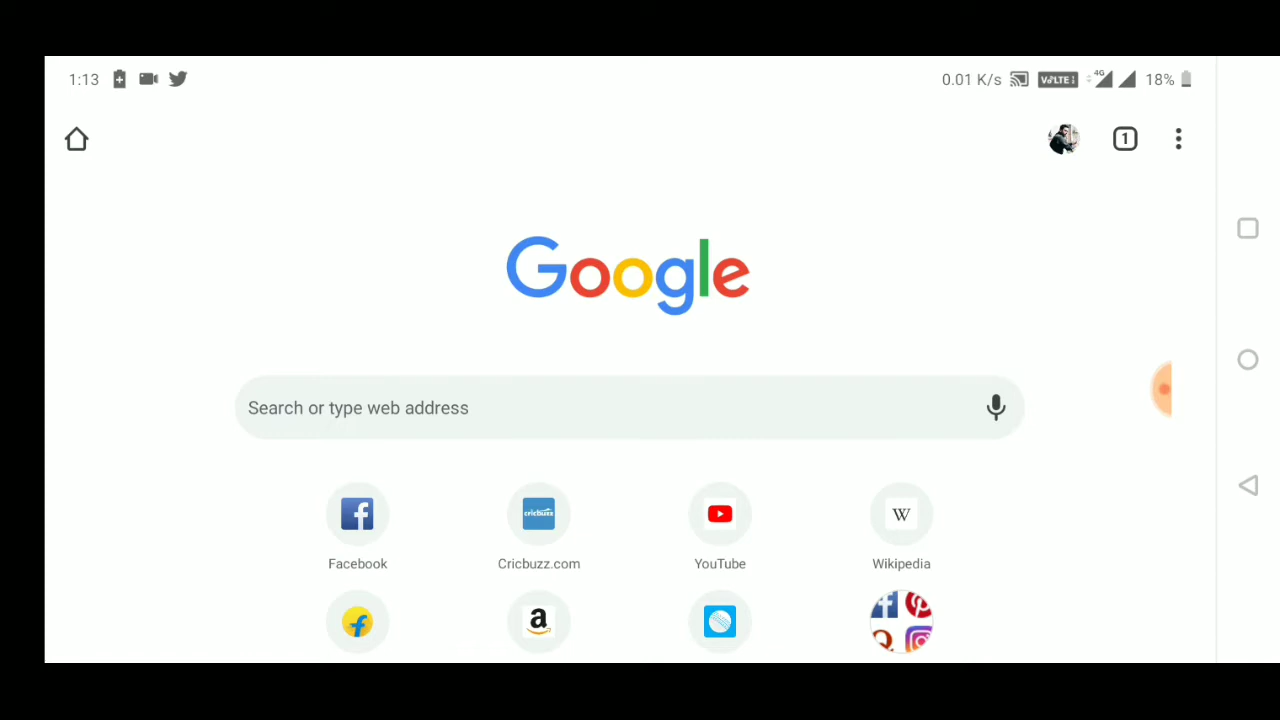 1:13
0.01 K/s VoLTE 4G 18%
1
Google
Search or type web address
cricbuzz W
Facebook Cricbuzz.com YouTube Wikipedia
a